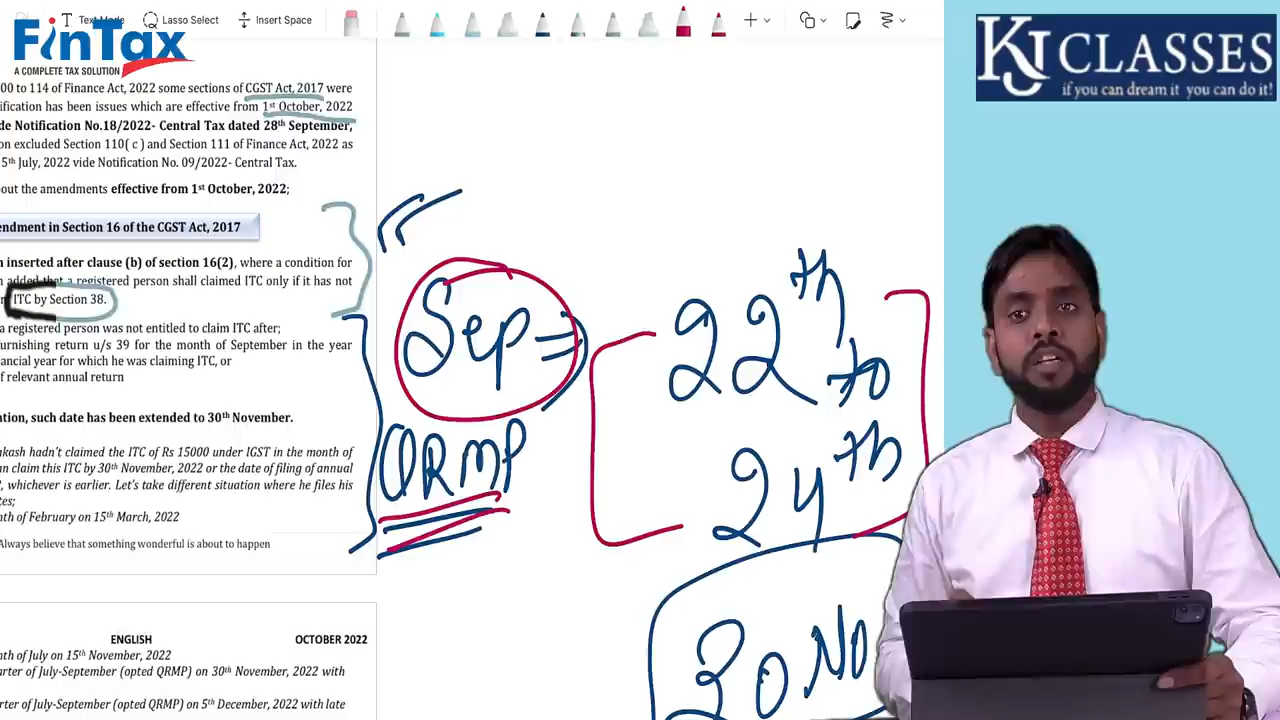 Text Mode
Lasso Select
Insert Space
FinTax
A COMPLETE TAX SOLUTION
KJ CLASSES
if you can dream it you can do it!
00 to 114 of Finance Act, 2022 some sections of CGST Act, 2017 were
ification has been issues which are effective from 1st October, 2022
de Notification No.18/2022- Central Tax dated 28th September,
on excluded Section 110( c ) and Section 111 of Finance Act, 2022 as
5th July, 2022 vide Notification No. 09/2022- Central Tax.
out the amendments effective from 1st October, 2022;
endment in Section 16 of the CGST Act, 2017
n inserted after clause (b) of section 16(2), where a condition for
n added that a registered person shall claimed ITC only if it has not
ITC by Section 38.
a registered person was not entitled to claim ITC after;
urnishing return u/s 39 for the month of September in the year
ancial year for which he was claiming ITC, or
f relevant annual return
ation, such date has been extended to 30th November.
akash hadn't claimed the ITC of Rs 15000 under IGST in the month of
n claim this ITC by 30th November, 2022 or the date of filing of annual
, whichever is earlier. Let's take different situation where he files his
tes;
nth of February on 15th March, 2022
Always believe that something wonderful is about to happen
ENGLISH OCTOBER 2022
nth of July on 15th November, 2022
arter of July-September (opted QRMP) on 30th November, 2022 with
rter of July-September (opted QRMP) on 5th December, 2022 with late
Sep ⇒ 22th
to
QRMP 24th
30 No